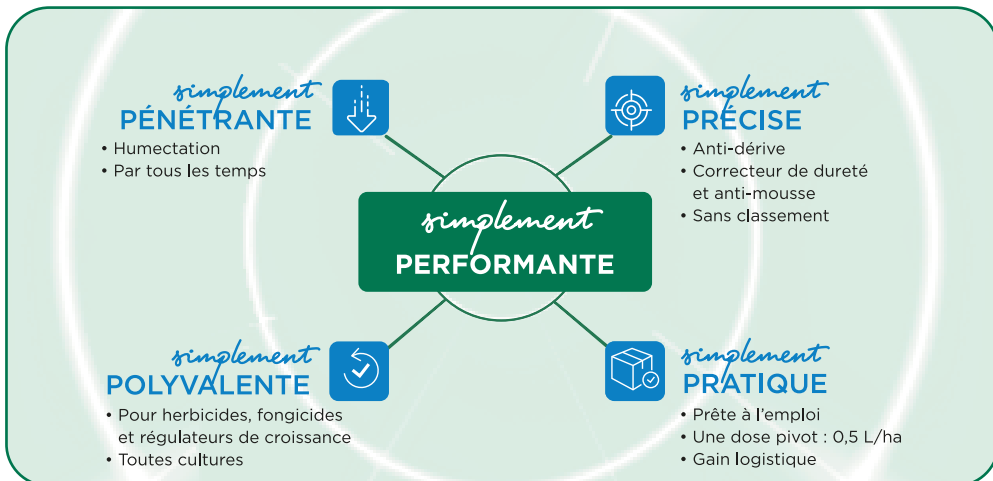 simplement
PÉNÉTRANTE
• Humectation
• Par tous les temps
simplement
PRÉCISE
• Anti-dérive
• Correcteur de dureté
et anti-mousse
• Sans classement
simplement
PERFORMANTE
simplement
POLYVALENTE
• Pour herbicides, fongicides
et régulateurs de croissance
• Toutes cultures
simplement
PRATIQUE
• Prête à l’emploi
• Une dose pivot : 0,5 L/ha
• Gain logistique